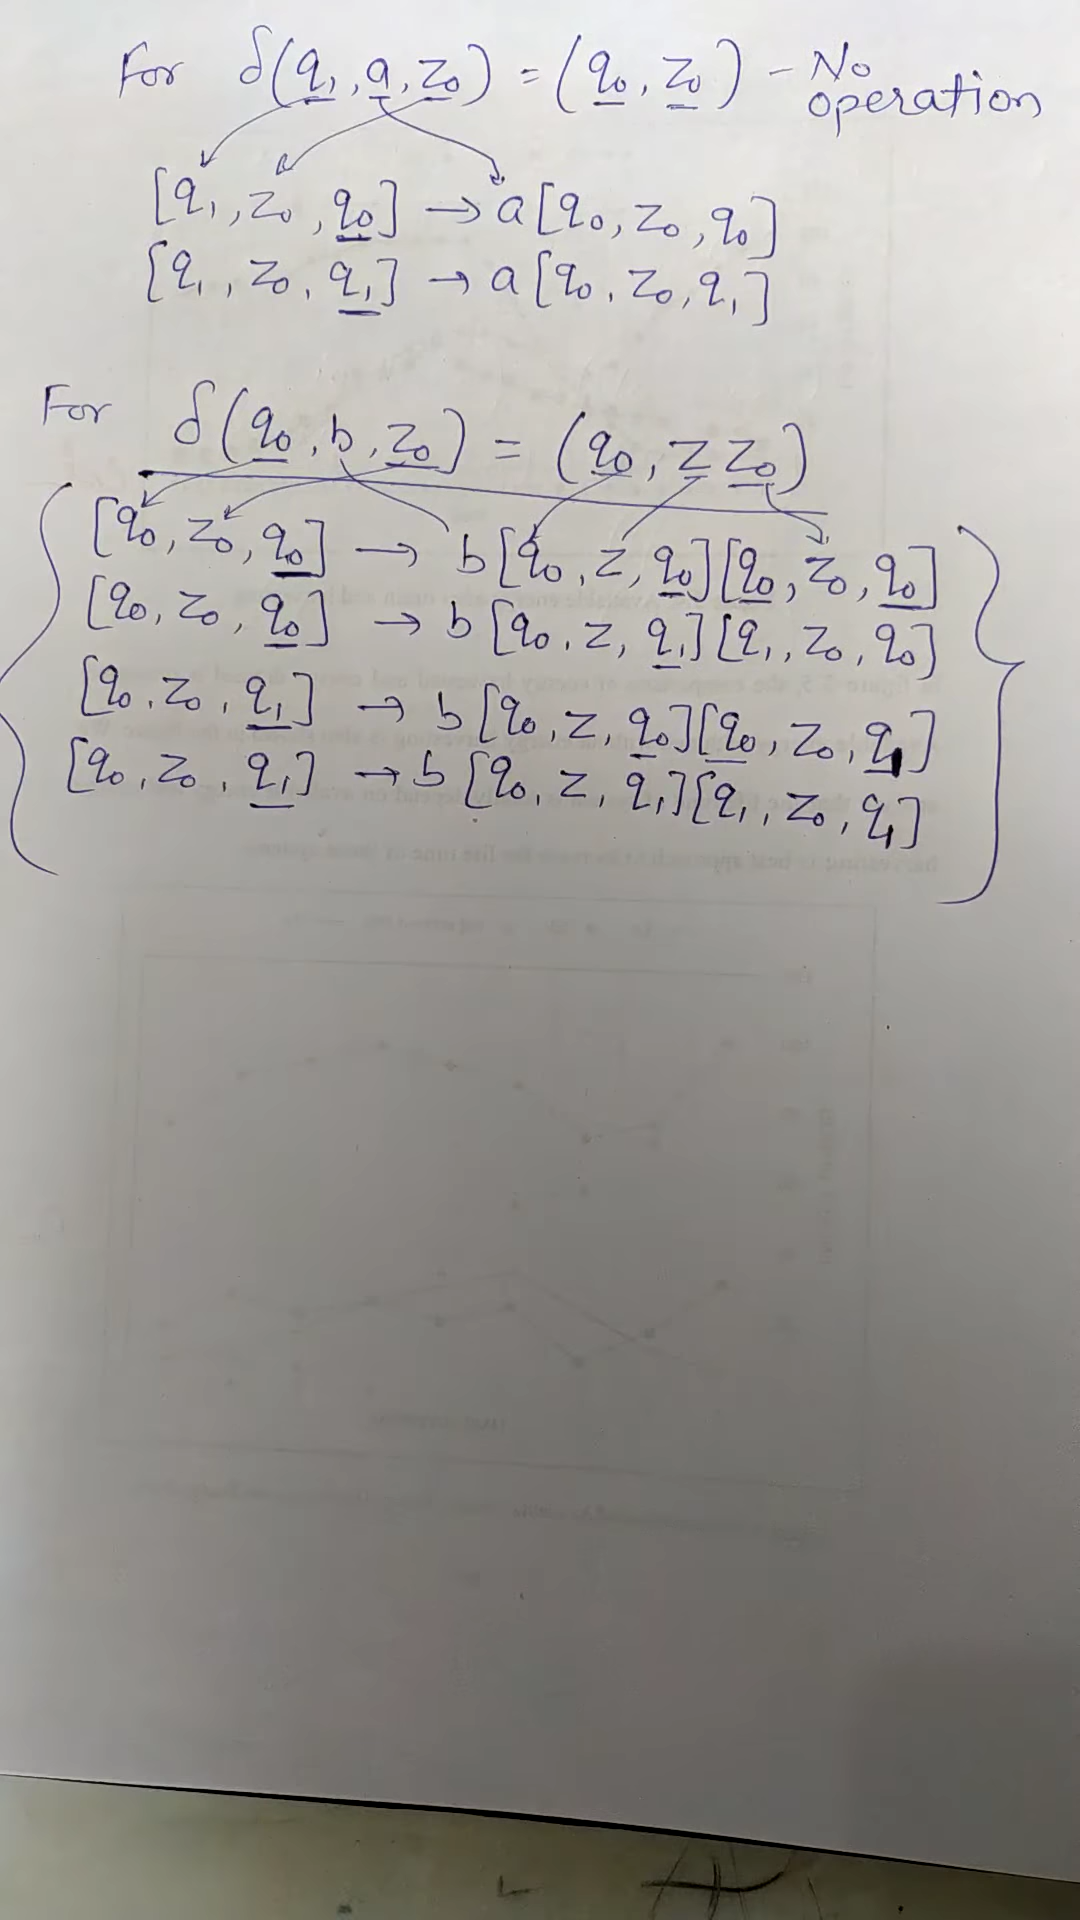 For δ(q₁, a, z₀) = (q₀, z₀) - No operation
[q₁, z₀, q₀] → a[q₀, z₀, q₀]
[q₁, z₀, q₁] → a[q₀, z₀, q₁]
For δ(q₀, b, z₀) = (q₀, z z₀)
[q₀, z₀, q₀] → b[q₀, z, q₀][q₀, z₀, q₀]
[q₀, z₀, q₀] → b[q₀, z, q₁][q₁, z₀, q₀]
[q₀, z₀, q₁] → b[q₀, z, q₀][q₀, z₀, q₁]
[q₀, z₀, q₁] → b[q₀, z, q₁][q₁, z₀, q₁]